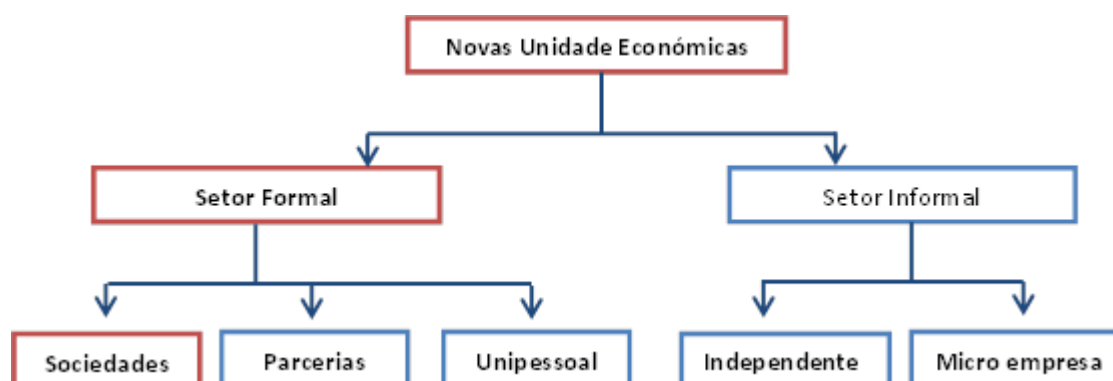 Novas Unidade Económicas
Setor Formal
Setor Informal
Sociedades
Parcerias
Unipessoal
Independente
Micro empresa